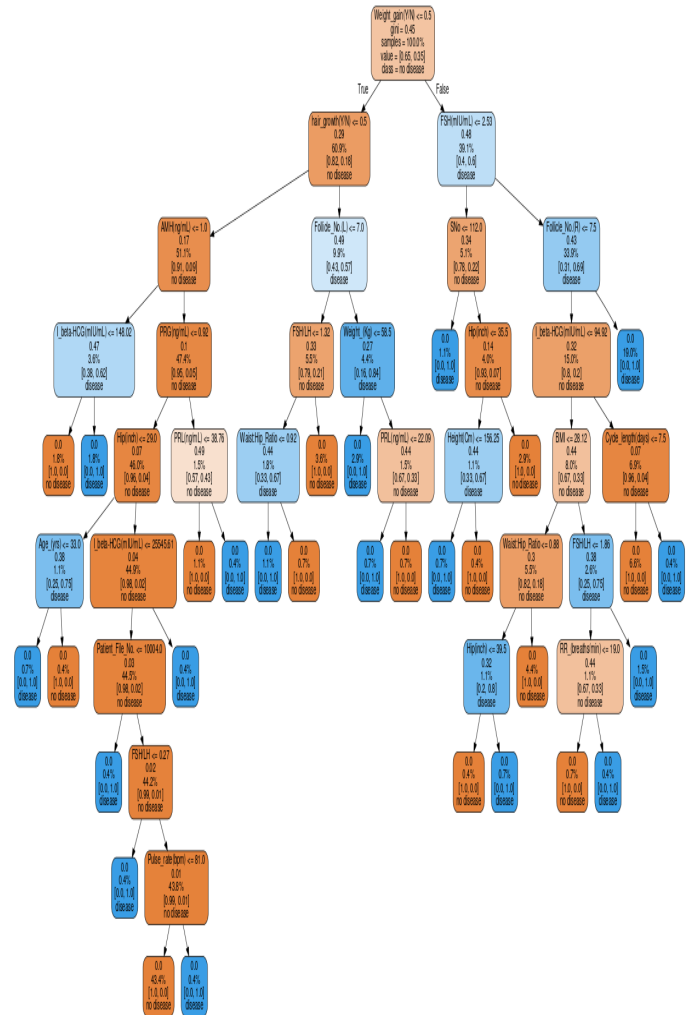 Weight_gain(Y/N) <= 0.5
gini = 0.45
samples = 100.0%
value = [0.65, 0.35]
class = no disease
True
False
hair_growth(Y/N) <= 0.5
0.29
60.9%
[0.82, 0.18]
no disease
FSH(mIU/mL) <= 2.53
0.48
39.1%
[0.4, 0.6]
disease
AMH(ng/mL) <= 1.0
0.17
51.1%
[0.91, 0.09]
no disease
Follicle_No.(L) <= 7.0
0.49
9.9%
[0.43, 0.57]
disease
SNo <= 112.0
0.34
5.1%
[0.78, 0.22]
no disease
Follicle_No.(R) <= 7.5
0.43
33.9%
[0.31, 0.69]
disease
I_beta-HCG(mIU/mL) <= 148.02
0.47
3.6%
[0.38, 0.62]
disease
PRG(ng/mL) <= 0.92
0.1
47.4%
[0.95, 0.05]
no disease
FSH/LH <= 1.32
0.33
5.5%
[0.79, 0.21]
no disease
Weight_(Kg) <= 58.5
0.27
4.4%
[0.16, 0.84]
disease
0.0
1.1%
[0.0, 1.0]
disease
Hip(inch) <= 35.5
0.14
4.0%
[0.93, 0.07]
no disease
I_beta-HCG(mIU/mL) <= 94.92
0.32
15.0%
[0.8, 0.2]
no disease
0.0
19.0%
[0.0, 1.0]
disease
0.0
1.8%
[1.0, 0.0]
no disease
0.0
1.8%
[0.0, 1.0]
disease
Hip(inch) <= 29.0
0.07
46.0%
[0.96, 0.04]
no disease
PRL(ng/mL) <= 38.76
0.49
1.5%
[0.57, 0.43]
no disease
Waist:Hip_Ratio <= 0.92
0.44
1.8%
[0.33, 0.67]
disease
0.0
3.6%
[1.0, 0.0]
no disease
0.0
2.9%
[0.0, 1.0]
disease
PRL(ng/mL) <= 22.09
0.44
1.5%
[0.67, 0.33]
no disease
Height(Cm) <= 156.25
0.44
1.1%
[0.33, 0.67]
disease
0.0
2.9%
[1.0, 0.0]
no disease
BMI <= 28.12
0.44
8.0%
[0.67, 0.33]
no disease
Cycle_length(days) <= 7.5
0.07
6.9%
[0.96, 0.04]
no disease
Age_(yrs) <= 33.0
0.38
1.1%
[0.25, 0.75]
disease
I_beta-HCG(mIU/mL) <= 25545.61
0.04
44.9%
[0.98, 0.02]
no disease
0.0
1.1%
[1.0, 0.0]
no disease
0.0
0.4%
[0.0, 1.0]
disease
0.0
1.1%
[0.0, 1.0]
disease
0.0
0.7%
[1.0, 0.0]
no disease
0.0
0.7%
[0.0, 1.0]
disease
0.0
0.7%
[1.0, 0.0]
no disease
0.0
0.7%
[0.0, 1.0]
disease
0.0
0.4%
[1.0, 0.0]
no disease
Waist:Hip_Ratio <= 0.88
0.3
5.5%
[0.82, 0.18]
no disease
FSH/LH <= 1.86
0.38
2.6%
[0.25, 0.75]
disease
0.0
6.6%
[1.0, 0.0]
no disease
0.0
0.4%
[0.0, 1.0]
disease
0.0
0.7%
[0.0, 1.0]
disease
0.0
0.4%
[1.0, 0.0]
no disease
Patient_File_No. <= 10004.0
0.03
44.5%
[0.98, 0.02]
no disease
0.0
0.4%
[0.0, 1.0]
disease
Hip(inch) <= 39.5
0.32
1.1%
[0.2, 0.8]
disease
0.0
4.4%
[1.0, 0.0]
no disease
RR_(breaths/min) <= 19.0
0.44
1.1%
[0.67, 0.33]
no disease
0.0
1.5%
[0.0, 1.0]
disease
0.0
0.4%
[0.0, 1.0]
disease
FSH/LH <= 0.27
0.02
44.2%
[0.99, 0.01]
no disease
0.0
0.4%
[1.0, 0.0]
no disease
0.0
0.7%
[0.0, 1.0]
disease
0.0
0.7%
[1.0, 0.0]
no disease
0.0
0.4%
[0.0, 1.0]
disease
0.0
0.4%
[0.0, 1.0]
disease
Pulse_rate(bpm) <= 81.0
0.01
43.8%
[0.99, 0.01]
no disease
0.0
43.4%
[1.0, 0.0]
no disease
0.0
0.4%
[0.0, 1.0]
disease